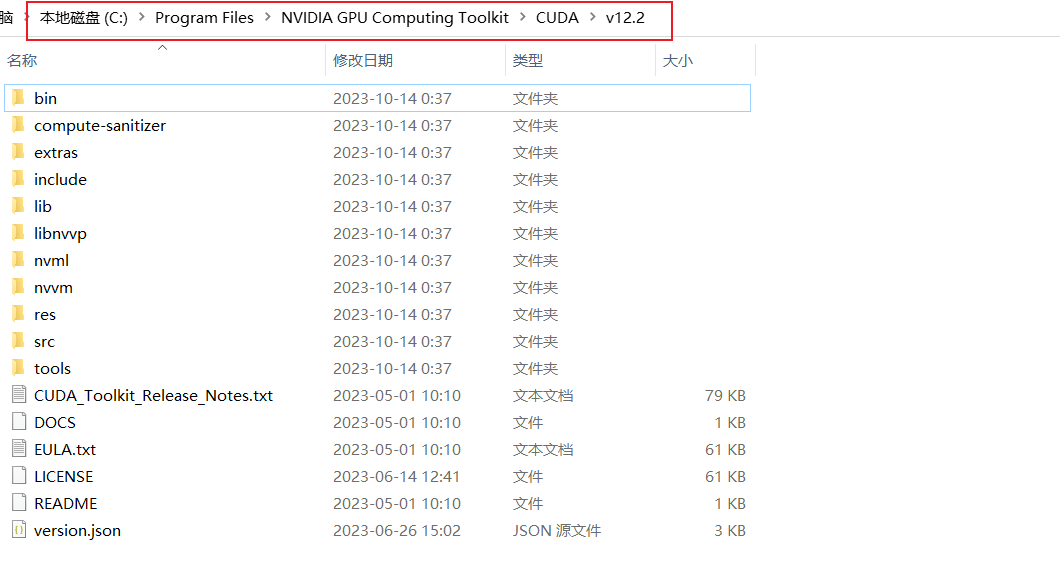 脑 › 本地磁盘 (C:) › Program Files › NVIDIA GPU Computing Toolkit › CUDA › v12.2
名称 修改日期 类型 大小
bin 2023-10-14 0:37 文件夹
compute-sanitizer 2023-10-14 0:37 文件夹
extras 2023-10-14 0:37 文件夹
include 2023-10-14 0:37 文件夹
lib 2023-10-14 0:37 文件夹
libnvvp 2023-10-14 0:37 文件夹
nvml 2023-10-14 0:37 文件夹
nvvm 2023-10-14 0:37 文件夹
res 2023-10-14 0:37 文件夹
src 2023-10-14 0:37 文件夹
tools 2023-10-14 0:37 文件夹
CUDA_Toolkit_Release_Notes.txt 2023-05-01 10:10 文本文档 79 KB
DOCS 2023-05-01 10:10 文件 1 KB
EULA.txt 2023-05-01 10:10 文本文档 61 KB
LICENSE 2023-06-14 12:41 文件 61 KB
README 2023-05-01 10:10 文件 1 KB
version.json 2023-06-26 15:02 JSON 源文件 3 KB